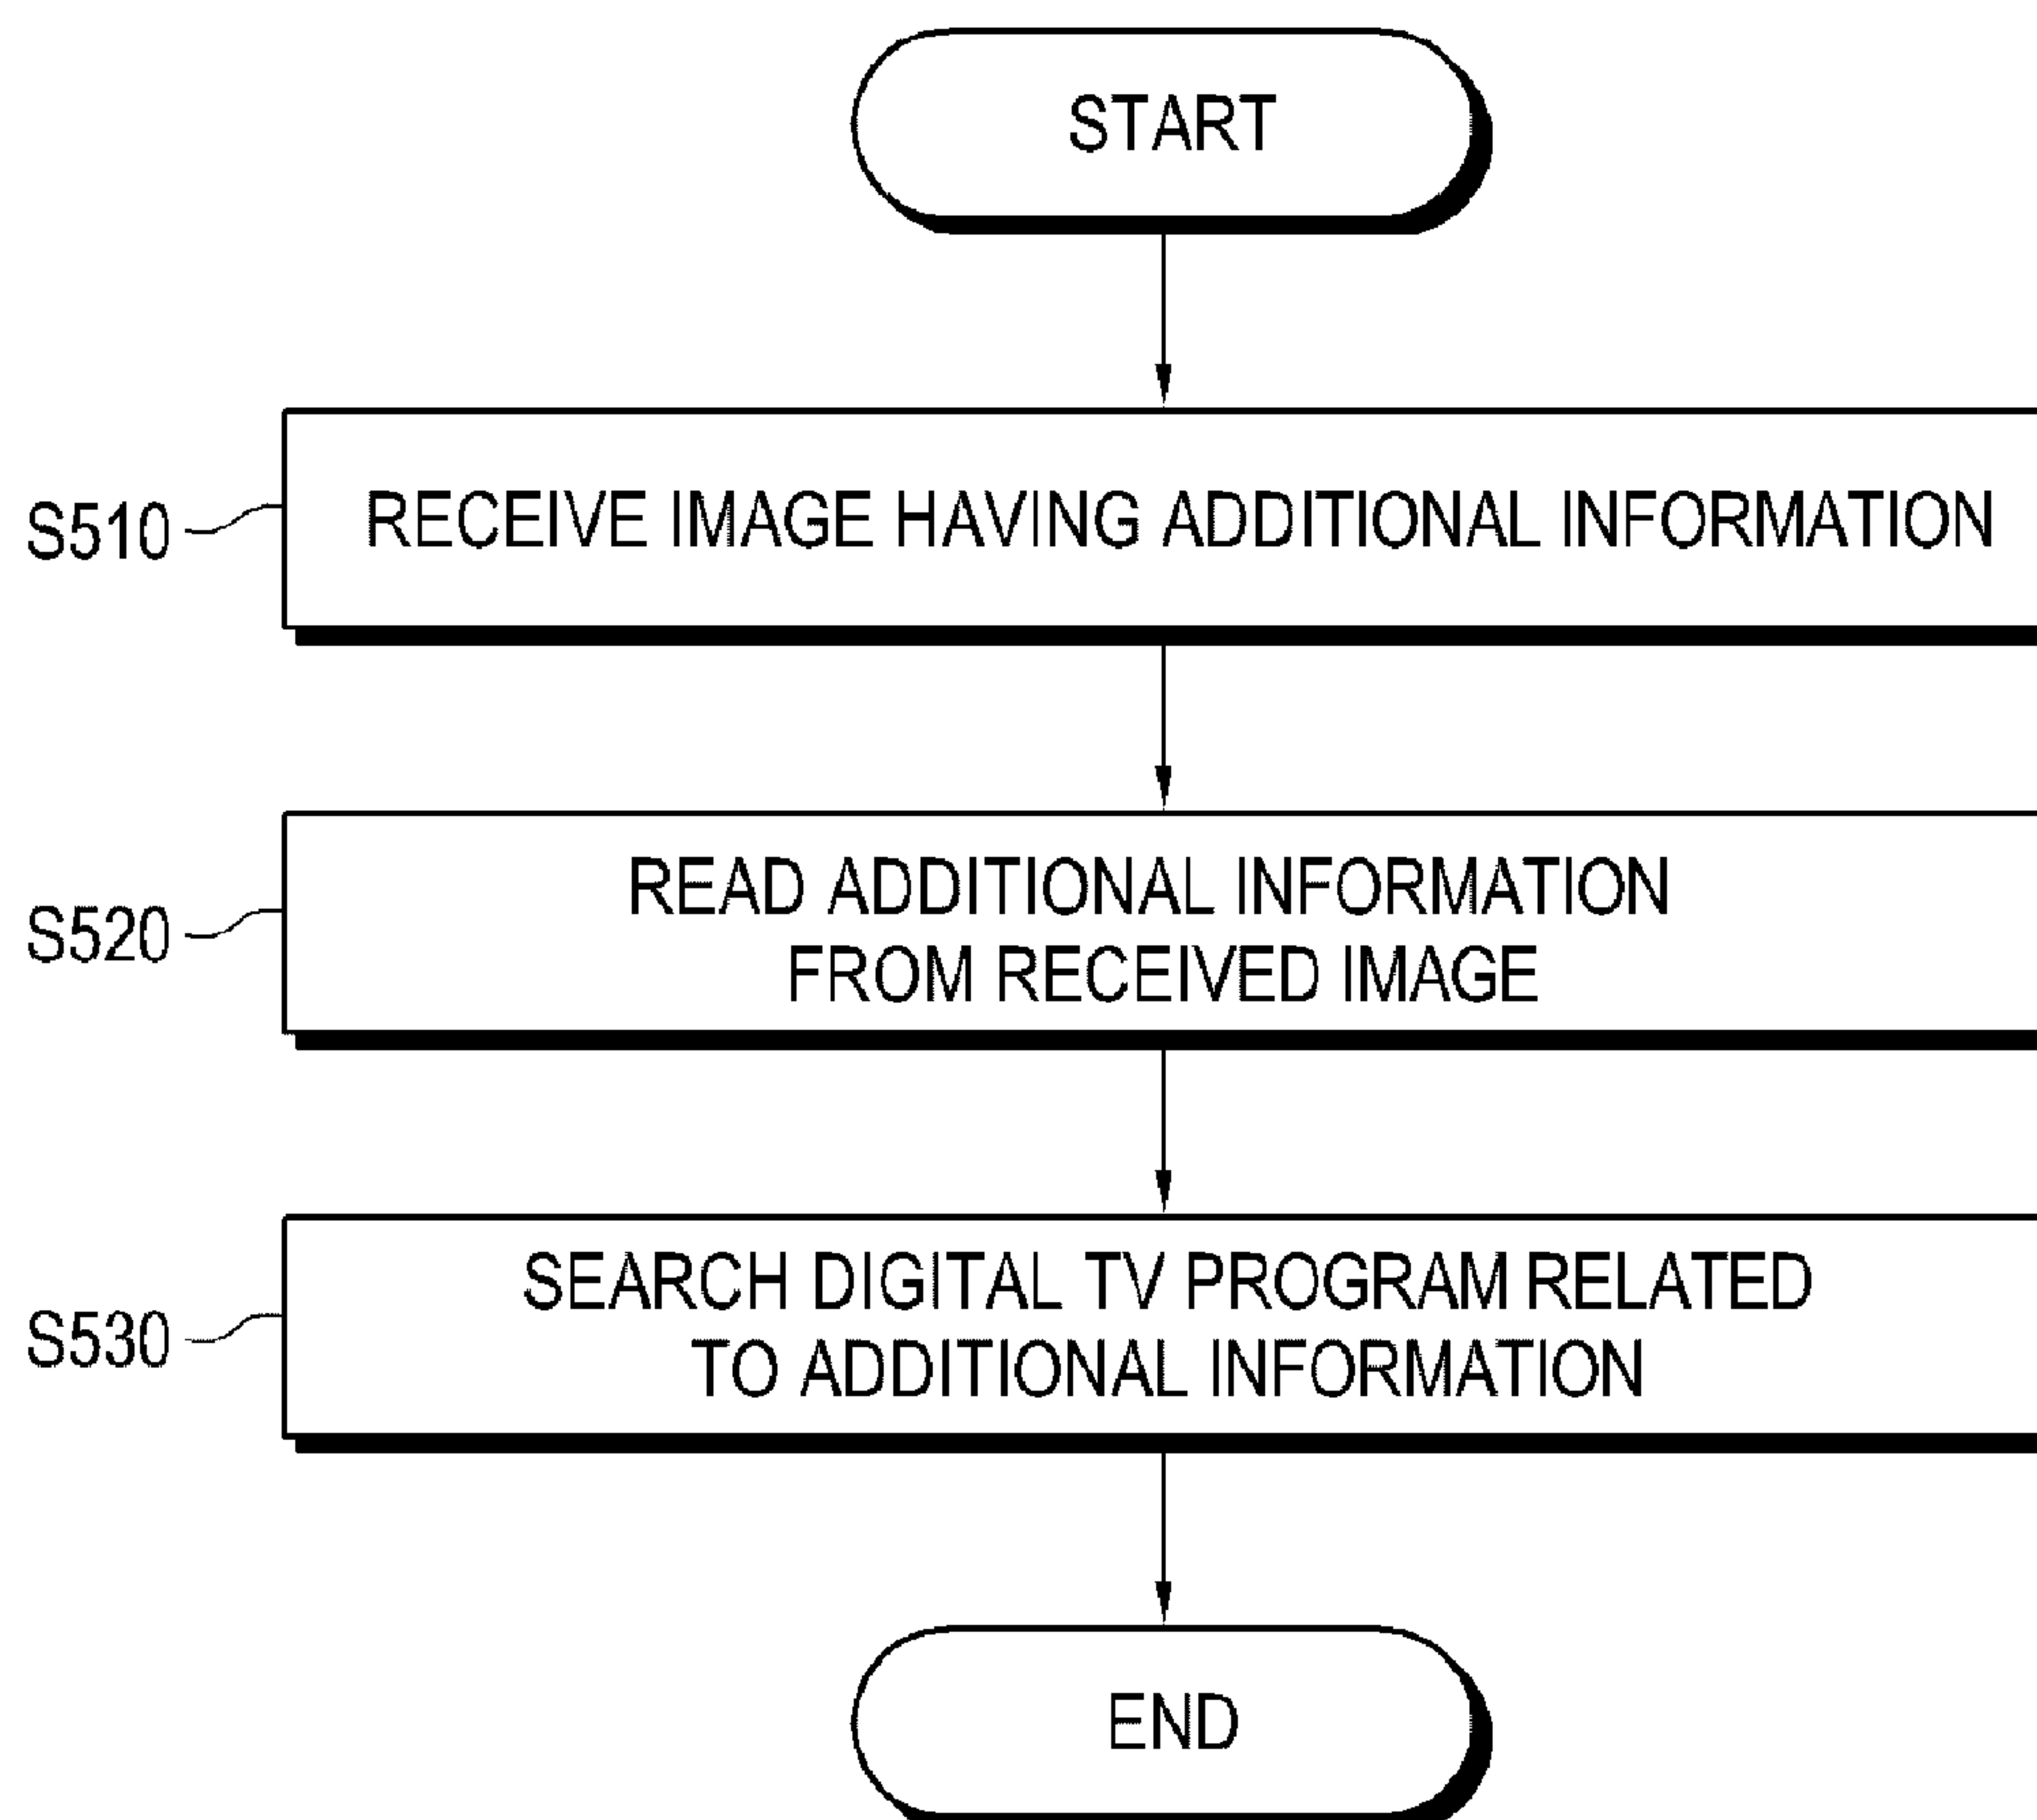 START
S510
RECEIVE IMAGE HAVING ADDITIONAL INFORMATION
S520
READ ADDITIONAL INFORMATION
FROM RECEIVED IMAGE
S530
SEARCH DIGITAL TV PROGRAM RELATED
TO ADDITIONAL INFORMATION
END